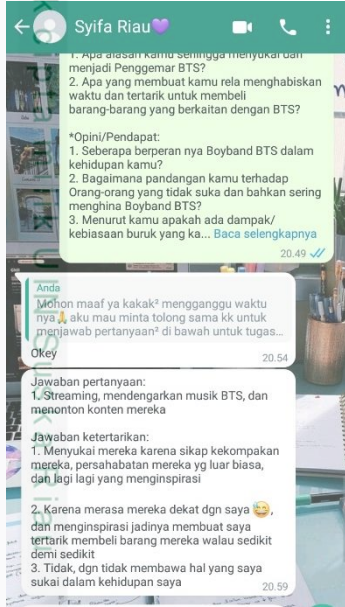 Syifa Riau💜
1. Apa alasan kamu sehingga menyukai dan
menjadi Penggemar BTS?
2. Apa yang membuat kamu rela menghabiskan
waktu dan tertarik untuk membeli
barang-barang yang berkaitan dengan BTS?
*Opini/Pendapat:
1. Seberapa berperan nya Boyband BTS dalam
kehidupan kamu?
2. Bagaimana pandangan kamu terhadap
Orang-orang yang tidak suka dan bahkan sering
menghina Boyband BTS?
3. Menurut kamu apakah ada dampak/
kebiasaan buruk yang ka... Baca selengkapnya
20.49
Anda
Mohon maaf ya kakak² mengganggu waktu
nya🙏 aku mau minta tolong sama kk untuk
menjawab pertanyaan² di bawah untuk tugas...
Okey
20.54
Jawaban pertanyaan:
1. Streaming, mendengarkan musik BTS, dan
menonton konten mereka
Jawaban ketertarikan:
1. Menyukai mereka karena sikap kekompakan
mereka, persahabatan mereka yg luar biasa,
dan lagi lagi yang menginspirasi
2. Karena merasa mereka dekat dgn saya 😅,
dan menginspirasi jadinya membuat saya
tertarik membeli barang mereka walau sedikit
demi sedikit
3. Tidak, dgn tidak membawa hal yang saya
sukai dalam kehidupan saya
20.59